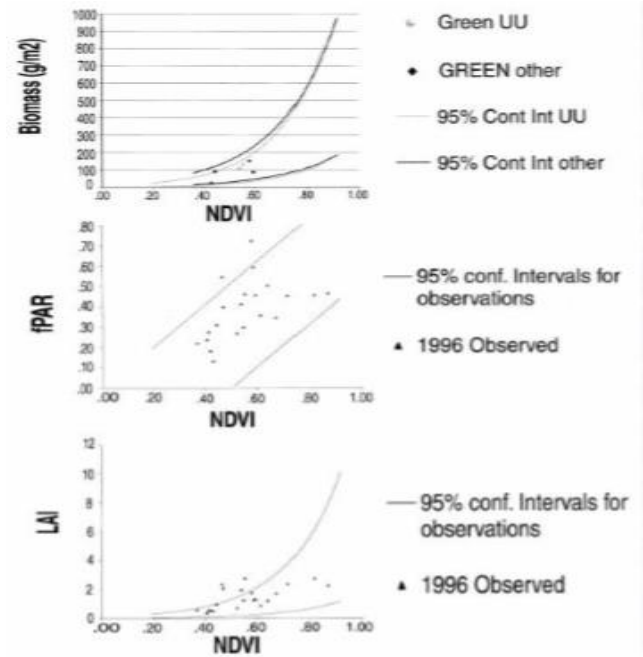 Biomass (g/m2)
1000
900
800
700
600
500
400
300
200
100
0
.00 .20 .40 .60 .80 1.00
NDVI
Green UU
GREEN other
95% Cont Int UU
95% Cont Int other
fPAR
.80
.70
.60
.50
.40
.30
.20
.10
.00
.00 .20 .40 .60 .80 1.00
NDVI
95% conf. Intervals for
observations
1996 Observed
LAI
12
10
8
6
4
2
0
.00 .20 .40 .60 .80 1.00
NDVI
95% conf. Intervals for
observations
1996 Observed